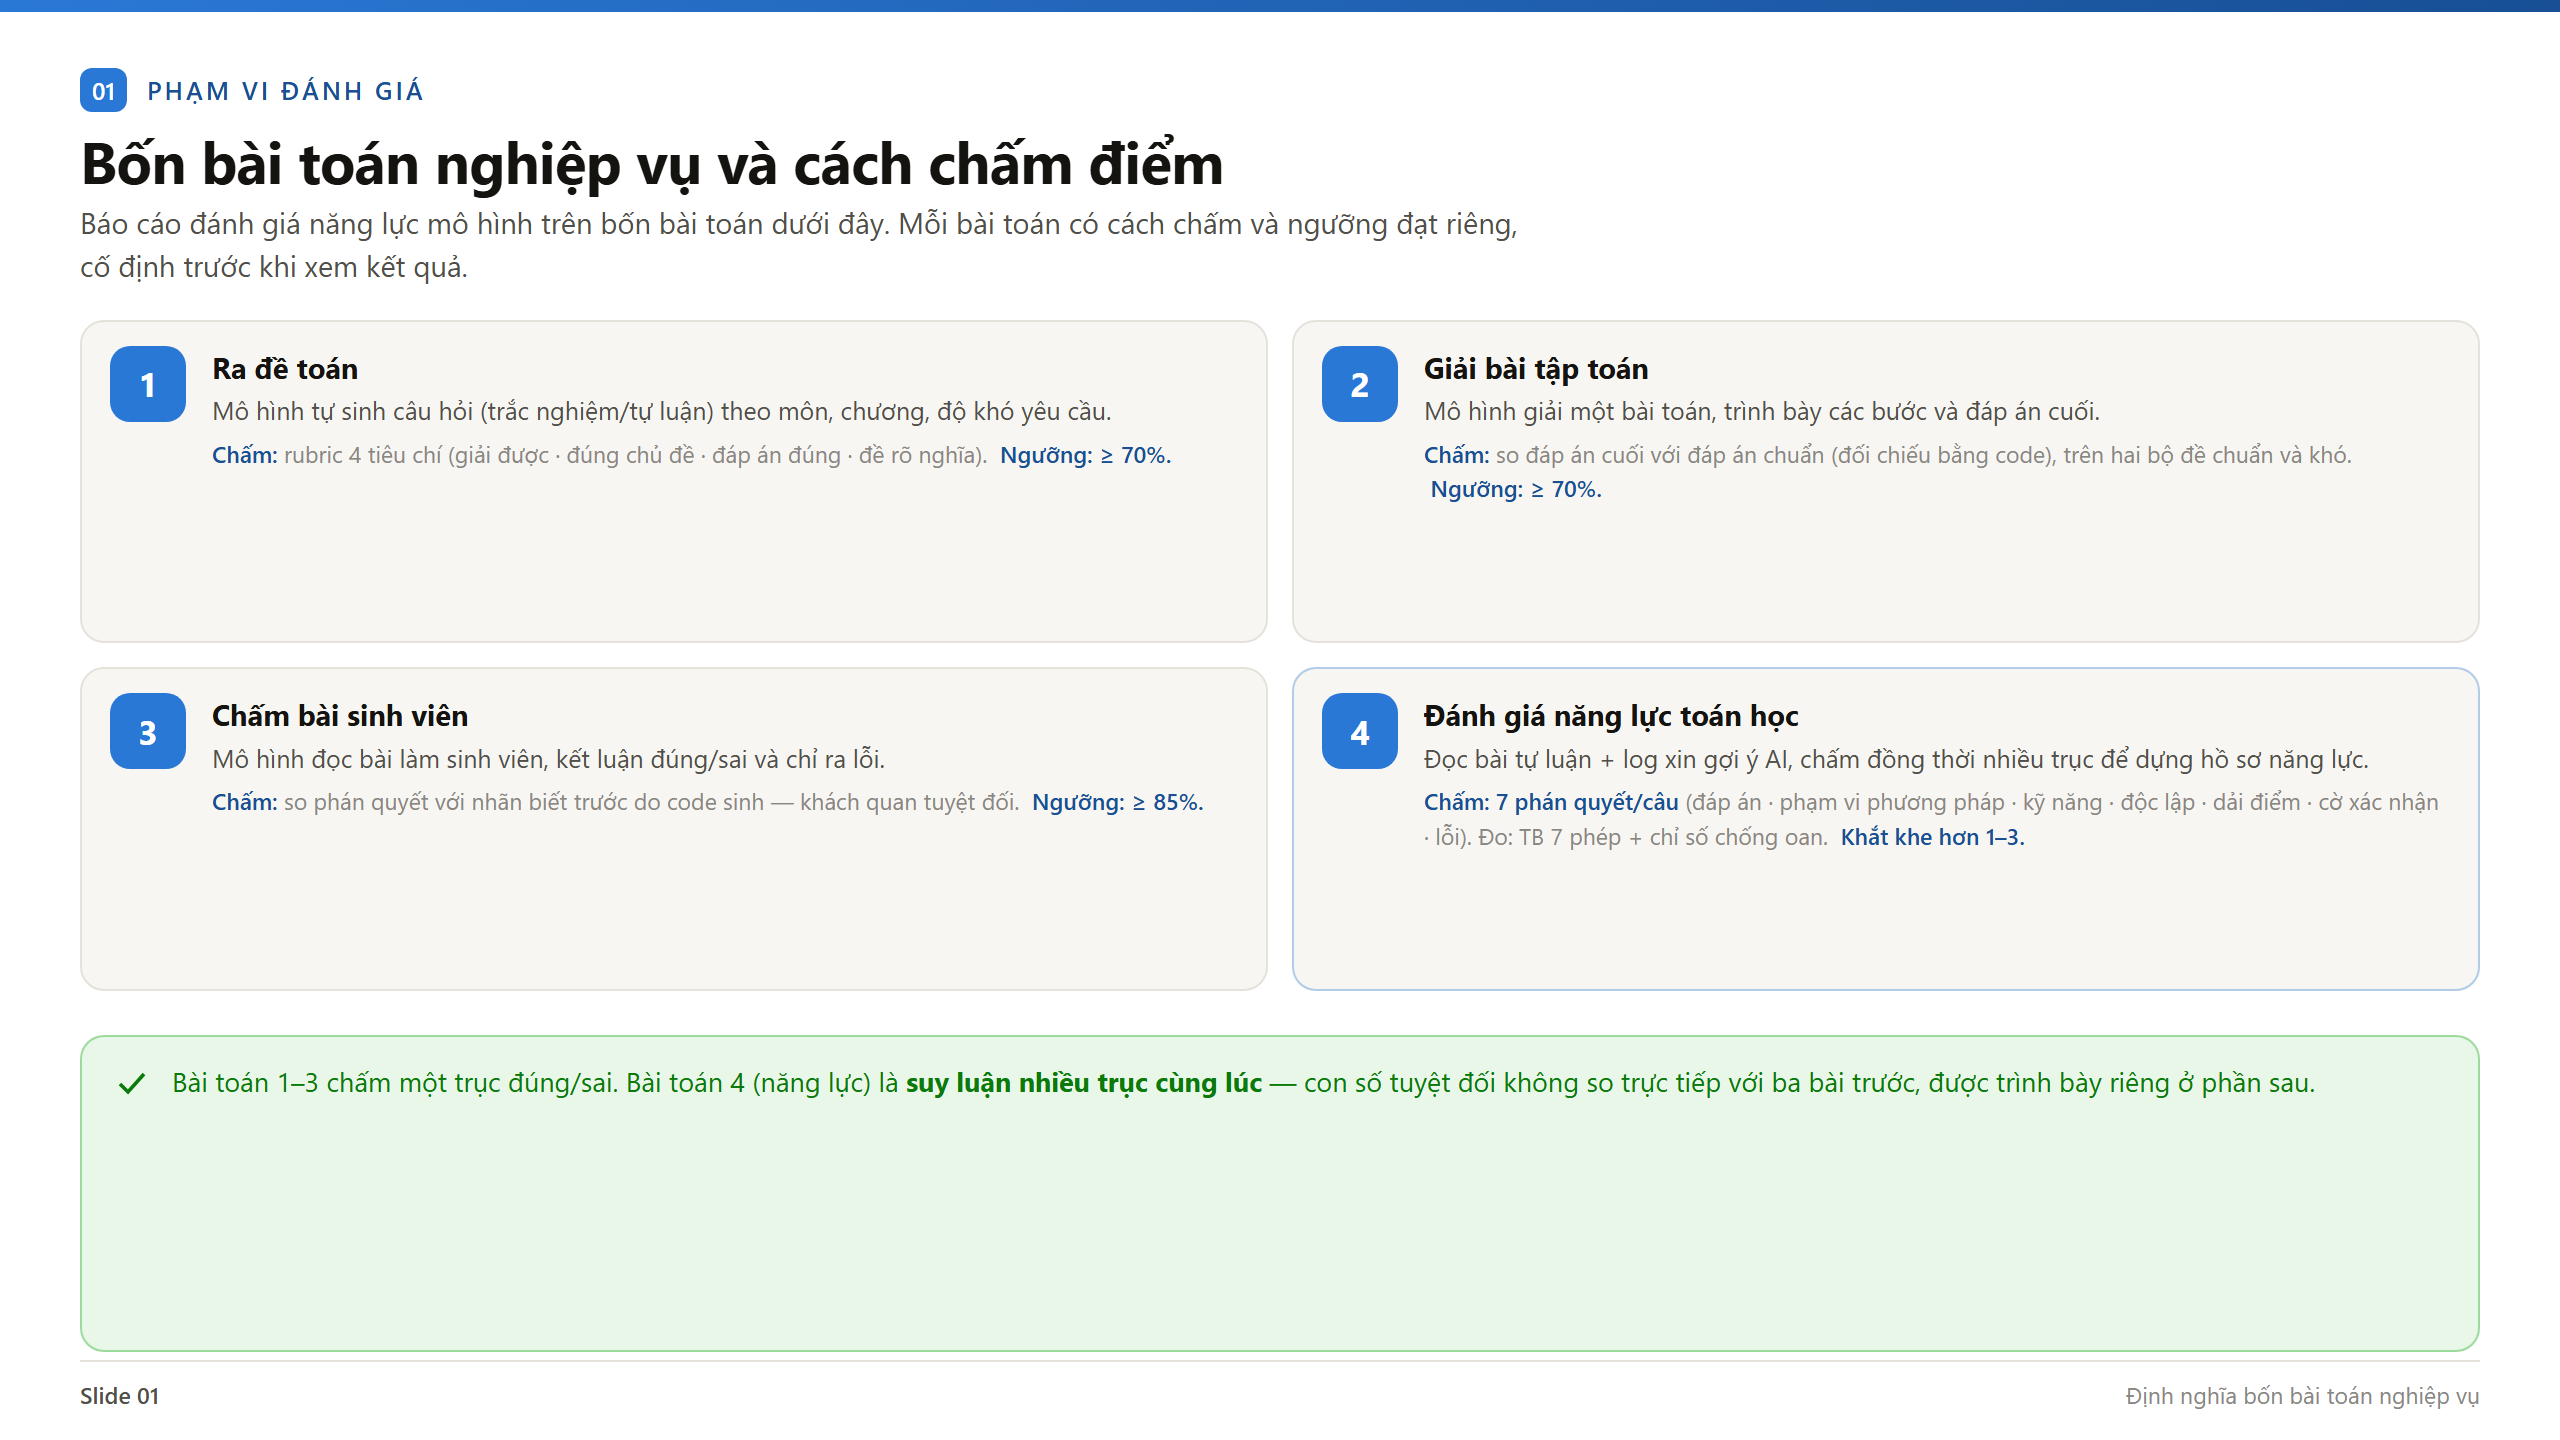 01 PHẠM VI ĐÁNH GIÁ
Bốn bài toán nghiệp vụ và cách chấm điểm
Báo cáo đánh giá năng lực mô hình trên bốn bài toán dưới đây. Mỗi bài toán có cách chấm và ngưỡng đạt riêng,
cố định trước khi xem kết quả.
1
Ra đề toán
Mô hình tự sinh câu hỏi (trắc nghiệm/tự luận) theo môn, chương, độ khó yêu cầu.
Chấm: rubric 4 tiêu chí (giải được · đúng chủ đề · đáp án đúng · đề rõ nghĩa). Ngưỡng: ≥ 70%.
2
Giải bài tập toán
Mô hình giải một bài toán, trình bày các bước và đáp án cuối.
Chấm: so đáp án cuối với đáp án chuẩn (đối chiếu bằng code), trên hai bộ đề chuẩn và khó.
Ngưỡng: ≥ 70%.
3
Chấm bài sinh viên
Mô hình đọc bài làm sinh viên, kết luận đúng/sai và chỉ ra lỗi.
Chấm: so phán quyết với nhãn biết trước do code sinh — khách quan tuyệt đối. Ngưỡng: ≥ 85%.
4
Đánh giá năng lực toán học
Đọc bài tự luận + log xin gợi ý AI, chấm đồng thời nhiều trục để dựng hồ sơ năng lực.
Chấm: 7 phán quyết/câu (đáp án · phạm vi phương pháp · kỹ năng · độc lập · dải điểm · cờ xác nhận
· lỗi). Đo: TB 7 phép + chỉ số chống oan. Khắt khe hơn 1–3.
✓ Bài toán 1–3 chấm một trục đúng/sai. Bài toán 4 (năng lực) là suy luận nhiều trục cùng lúc — con số tuyệt đối không so trực tiếp với ba bài trước, được trình bày riêng ở phần sau.
Slide 01
Định nghĩa bốn bài toán nghiệp vụ